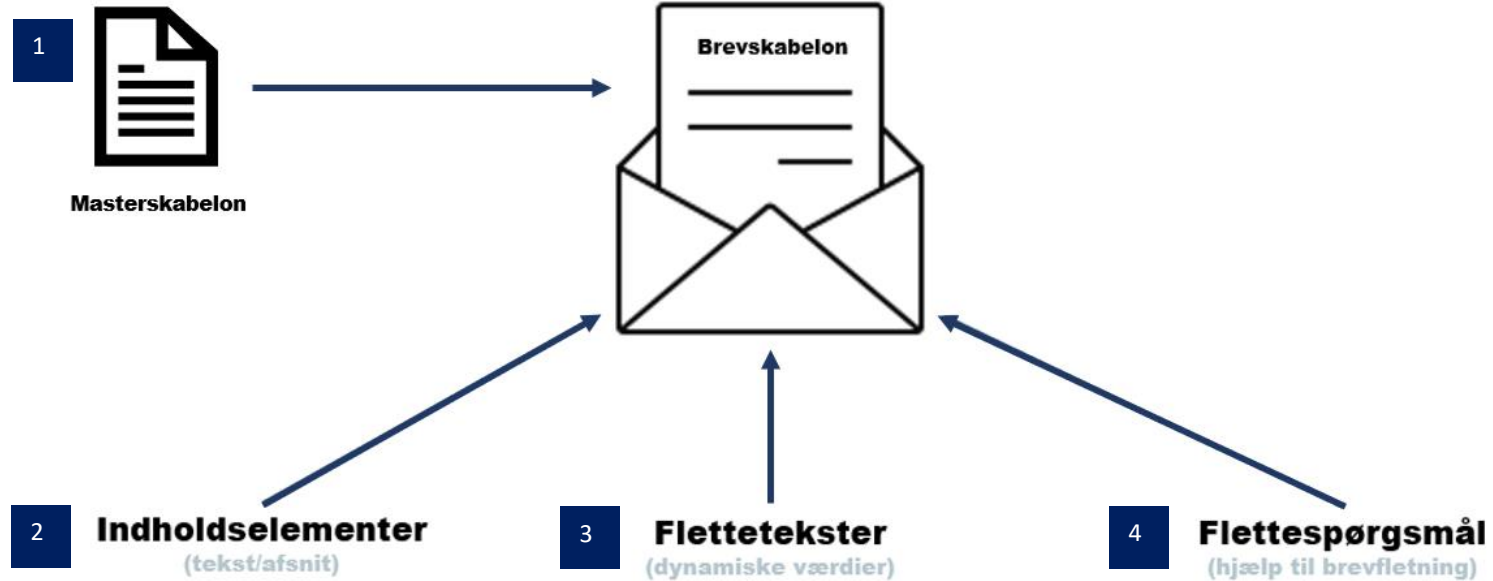 1
Masterskabelon
Brevskabelon
2
Indholdselementer
(tekst/afsnit)
3
Flettetekster
(dynamiske værdier)
4
Flettespørgsmål
(hjælp til brevfletning)